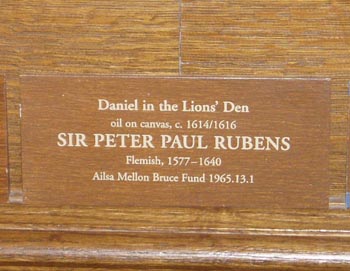 Daniel in the Lions' Den
oil on canvas, c. 1614/1616
SIR PETER PAUL RUBENS
Flemish, 1577–1640
Ailsa Mellon Bruce Fund 1965.13.1